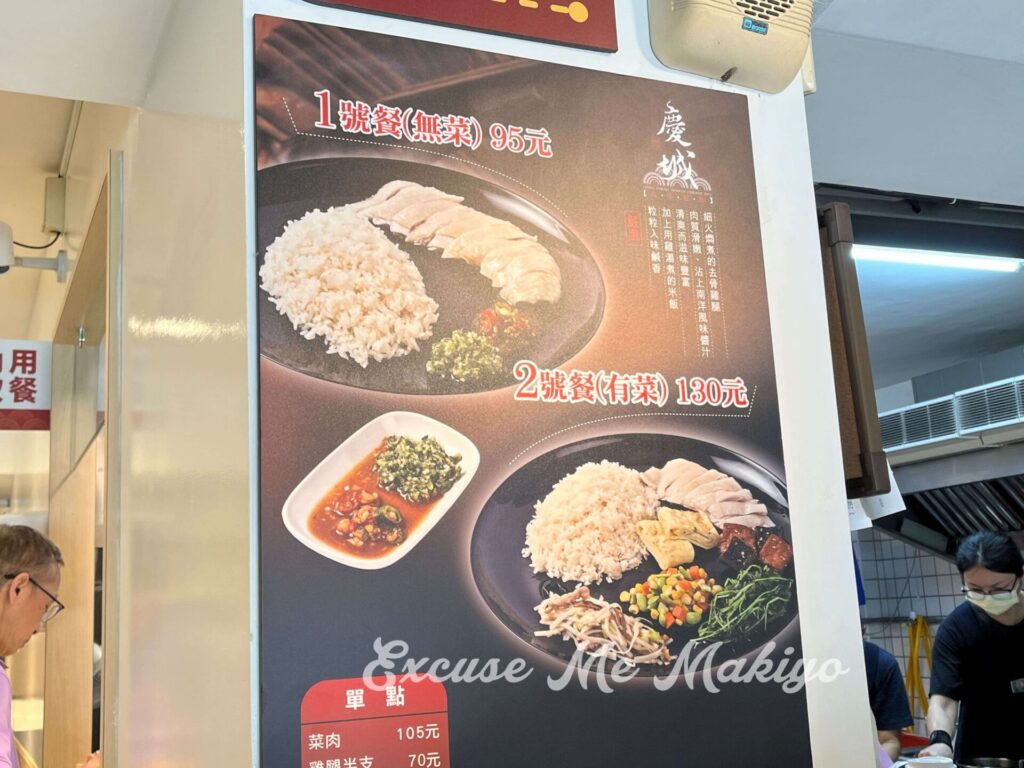 1號餐(無菜) 95元
慶城
細火燜煮的去骨雞腿
肉質滑嫩、沾上南洋風味醬汁
清爽而滋味豐富
加上用雞湯煮的米飯
粒粒入味鹹香
2號餐(有菜) 130元
用
餐
單點
菜肉 105元
雞腿半支 70元
Excuse Me Makiyo